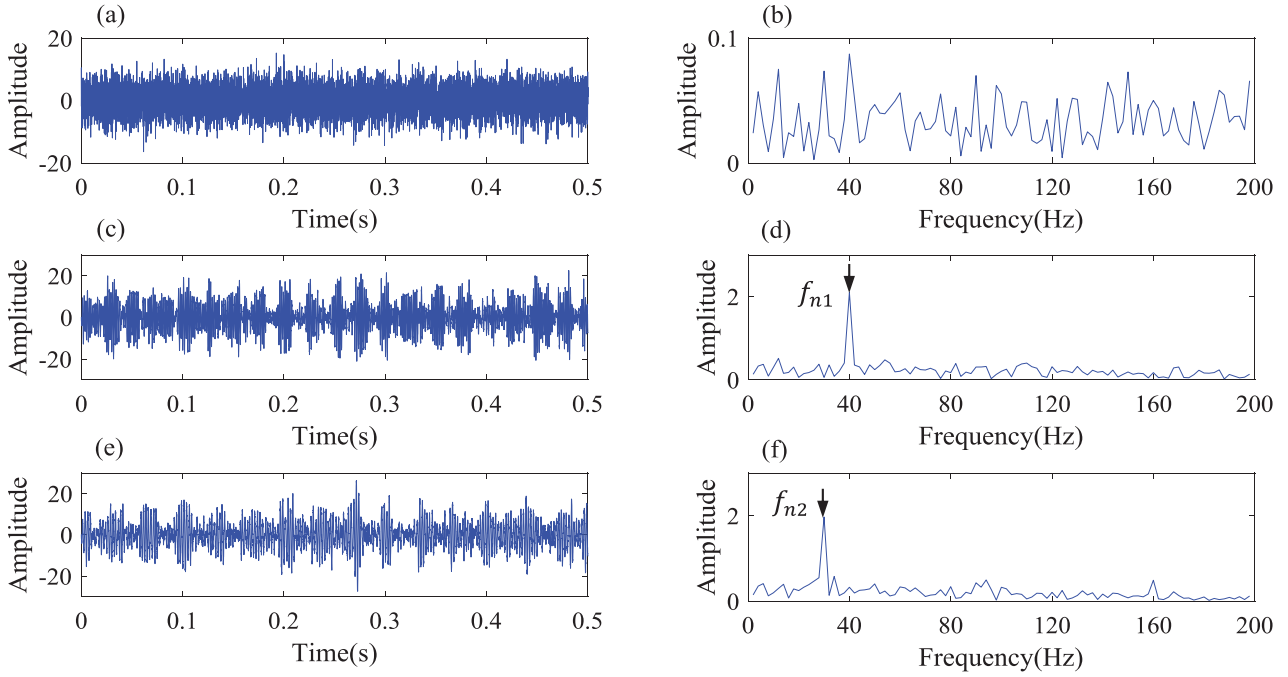 (a)
20
0
-20
Amplitude
0 0.1 0.2 0.3 0.4 0.5
Time(s)
(b)
0.1
0
Amplitude
0 40 80 120 160 200
Frequency(Hz)
(c)
20
0
-20
Amplitude
0 0.1 0.2 0.3 0.4 0.5
Time(s)
(d)
2
0
Amplitude
fn1
0 40 80 120 160 200
Frequency(Hz)
(e)
20
0
-20
Amplitude
0 0.1 0.2 0.3 0.4 0.5
Time(s)
(f)
2
0
Amplitude
fn2
0 40 80 120 160 200
Frequency(Hz)